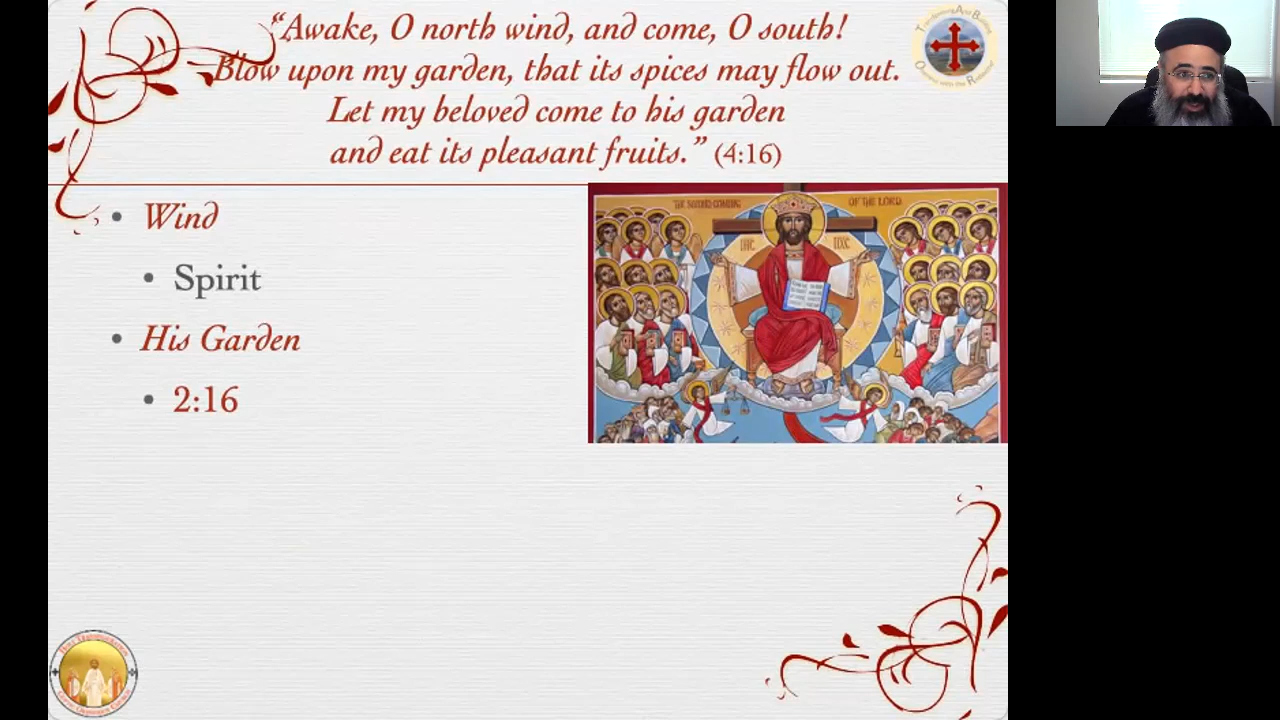 “Awake, O north wind, and come, O south!
Blow upon my garden, that its spices may flow out.
Let my beloved come to his garden
and eat its pleasant fruits.” (4:16)
• Wind
• Spirit
• His Garden
• 2:16
THE SECOND COMING OF THE LORD